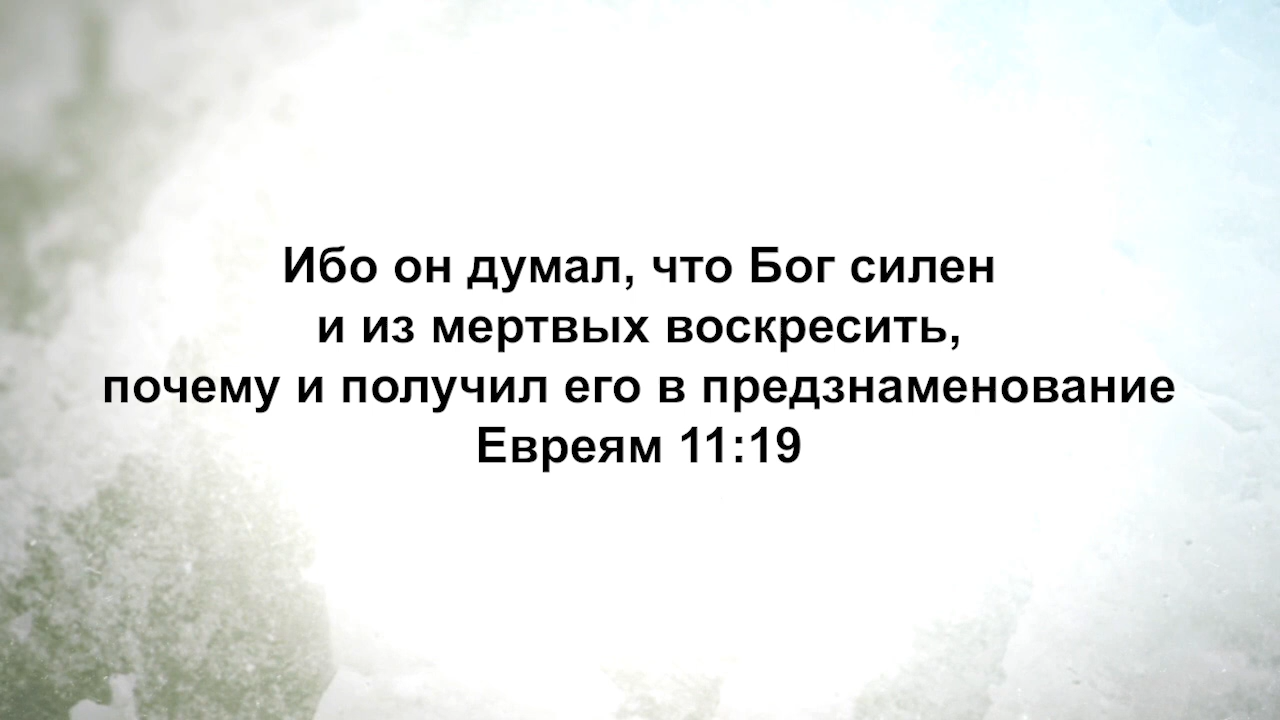 Ибо он думал, что Бог силен
и из мертвых воскресить,
почему и получил его в предзнаменование
Евреям 11:19